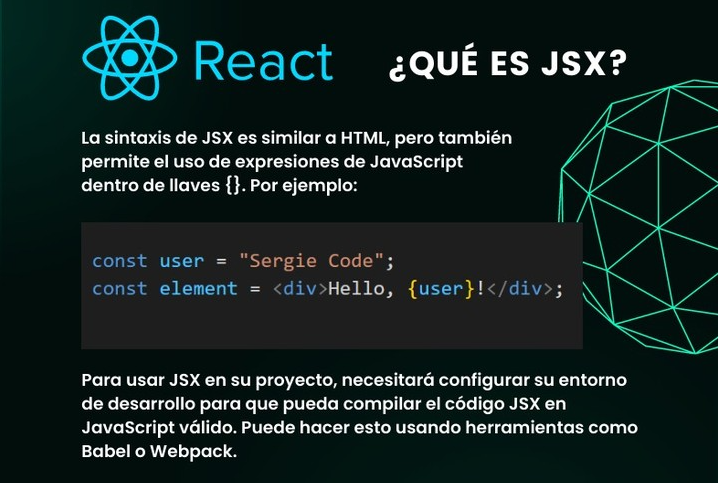 React
¿QUÉ ES JSX?
La sintaxis de JSX es similar a HTML, pero también
permite el uso de expresiones de JavaScript
dentro de llaves {}. Por ejemplo:
const user = "Sergie Code";
const element = <div>Hello, {user}!</div>;
Para usar JSX en su proyecto, necesitará configurar su entorno
de desarrollo para que pueda compilar el código JSX en
JavaScript válido. Puede hacer esto usando herramientas como
Babel o Webpack.